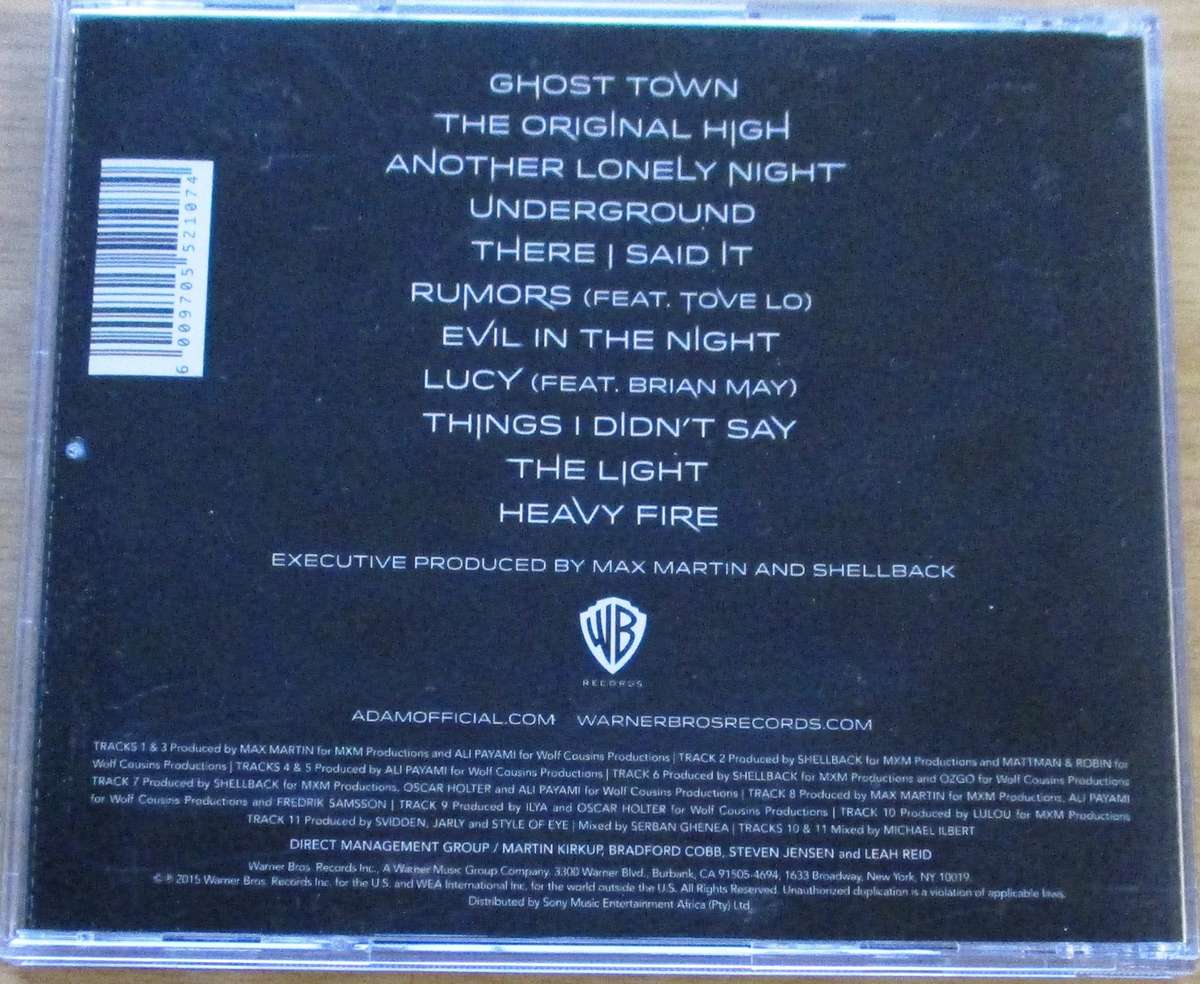 GHOST TOWN
THE ORIGINAL HIGH
ANOTHER LONELY NIGHT
UNDERGROUND
THERE I SAID IT
RUMORS (FEAT. TOVE LO)
EVIL IN THE NIGHT
LUCY (FEAT. BRIAN MAY)
THINGS I DIDN'T SAY
THE LIGHT
HEAVY FIRE
6 009705 521074
EXECUTIVE PRODUCED BY MAX MARTIN AND SHELLBACK
WB
RECORDS
ADAMOFFICIAL.COM WARNERBROSRECORDS.COM
TRACKS 1 & 3 Produced by MAX MARTIN for MXM Productions and ALI PAYAMI for Wolf Cousins Productions | TRACK 2 Produced by SHELLBACK for MXM Productions and MATTMAN & ROBIN for
Wolf Cousins Productions | TRACKS 4 & 5 Produced by ALI PAYAMI for Wolf Cousins Productions | TRACK 6 Produced by SHELLBACK for MXM Productions and OZGO for Wolf Cousins Productions
TRACK 7 Produced by SHELLBACK for MXM Productions, OSCAR HOLTER and ALI PAYAMI for Wolf Cousins Productions | TRACK 8 Produced by MAX MARTIN for MXM Productions, ALI PAYAMI
for Wolf Cousins Productions and FREDRIK SAMSSON | TRACK 9 Produced by ILYA and OSCAR HOLTER for Wolf Cousins Productions | TRACK 10 Produced by LULOU for MXM Productions
TRACK 11 Produced by SVIDDEN, JARLY and STYLE OF EYE | Mixed by SERBAN GHENEA | TRACKS 10 & 11 Mixed by MICHAEL ILBERT
DIRECT MANAGEMENT GROUP / MARTIN KIRKUP, BRADFORD COBB, STEVEN JENSEN and LEAH REID
Warner Bros. Records Inc., A Warner Music Group Company. 3300 Warner Blvd., Burbank, CA 91505-4694, 1633 Broadway, New York, NY 10019.
© ℗ 2015 Warner Bros. Records Inc. for the U.S. and WEA International Inc. for the world outside the U.S. All Rights Reserved. Unauthorized duplication is a violation of applicable laws.
Distributed by Sony Music Entertainment Africa (Pty) Ltd.